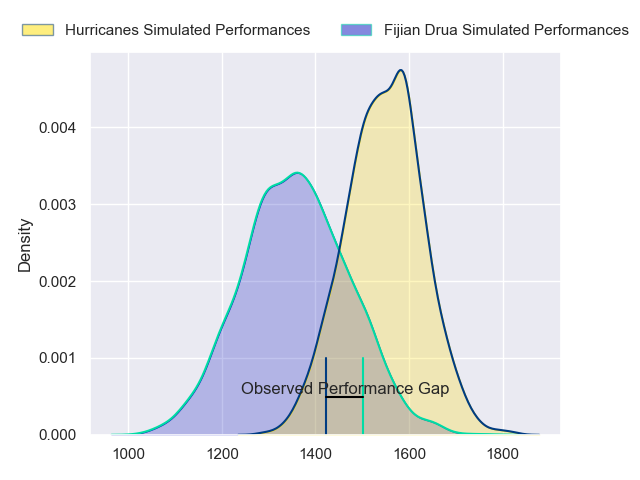 Hurricanes Simulated Performances
Fijian Drua Simulated Performances
Density
0.004
0.003
0.002
0.001
0.000
Observed Performance Gap
1000 1200 1400 1600 1800